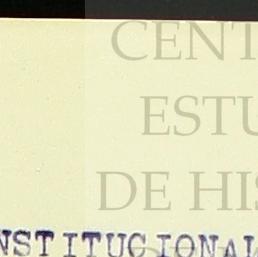 CENT
ESTU
DE HIS
NSTITUCIONAL